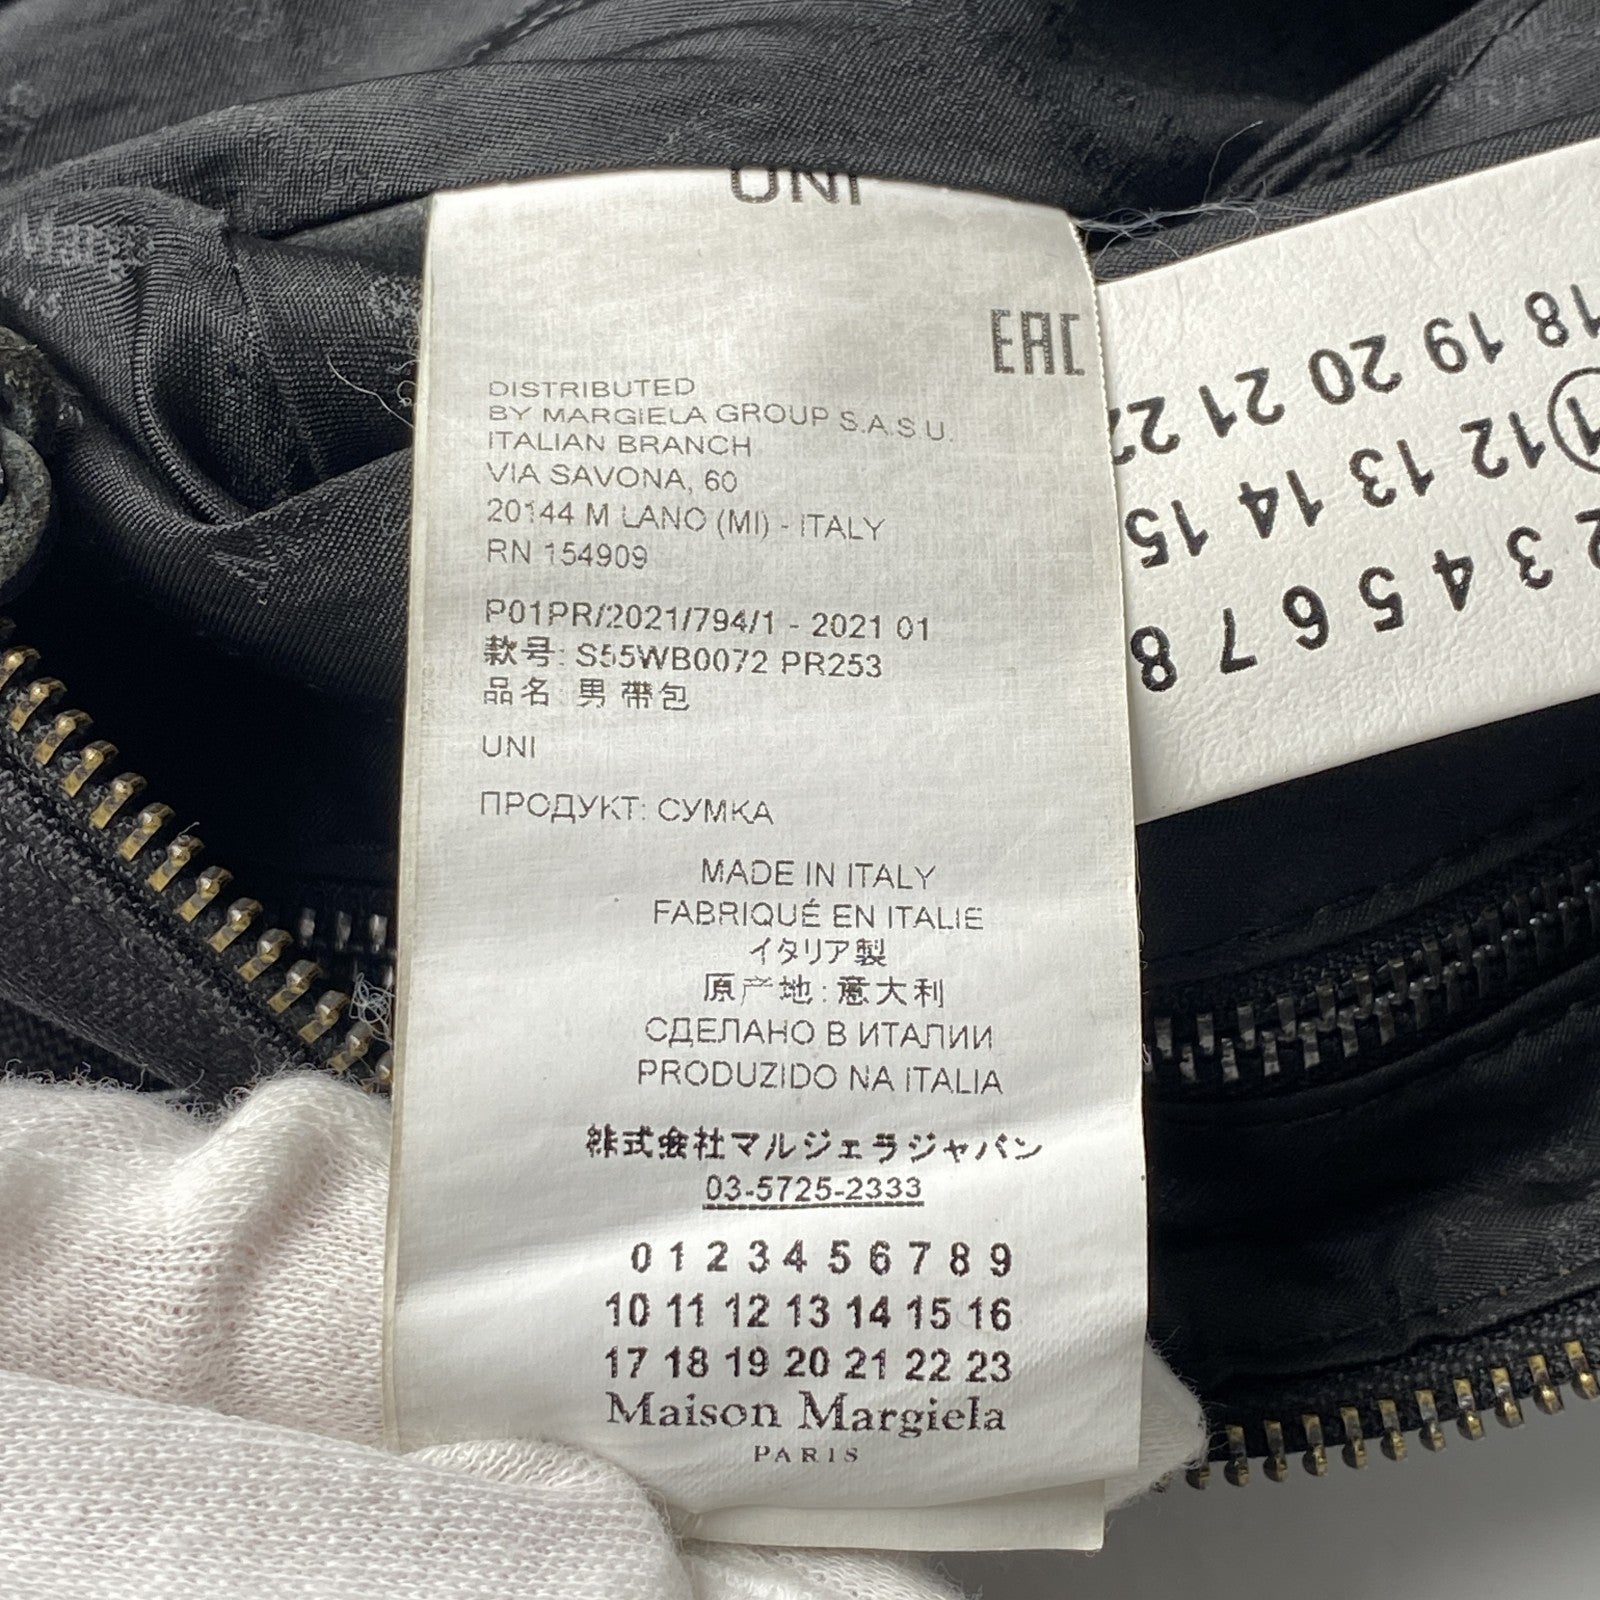 UNI
EAC
DISTRIBUTED
BY MARGIELA GROUP S.A.S U.
ITALIAN BRANCH
VIA SAVONA, 60
20144 MILANO (MI) - ITALY
RN 154909
P01PR/2021/794/1 - 2021 01
款号: S55WB0072 PR253
品名: 男 帶包
UNI
ПРОДУКТ: СУМКА
MADE IN ITALY
FABRIQUÉ EN ITALIE
イタリア製
原产地: 意大利
СДЕЛАНО В ИТАЛИИ
PRODUZIDO NA ITALIA
株式会社マルジェラジャパン
03-5725-2333
0 1 2 3 4 5 6 7 8 9
10 11 12 13 14 15 16
17 18 19 20 21 22 23
Maison Margiela
PARIS
3 4 5 6 7 8
12 13 14 15
18 19 20 21 22